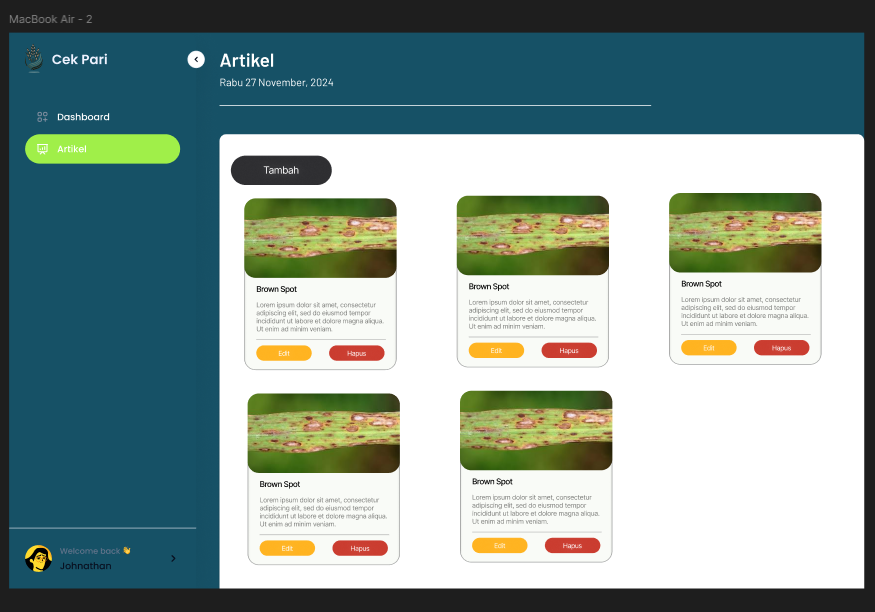 MacBook Air - 2
Cek Pari
Dashboard
Artikel
Artikel
Rabu 27 November, 2024
Tambah
Brown Spot
Lorem ipsum dolor sit amet, consectetur
adipiscing elit, sed do eiusmod tempor
incididunt ut labore et dolore magna aliqua.
Ut enim ad minim veniam.
Edit
Hapus
Brown Spot
Lorem ipsum dolor sit amet, consectetur
adipiscing elit, sed do eiusmod tempor
incididunt ut labore et dolore magna aliqua.
Ut enim ad minim veniam.
Edit
Hapus
Brown Spot
Lorem ipsum dolor sit amet, consectetur
adipiscing elit, sed do eiusmod tempor
incididunt ut labore et dolore magna aliqua.
Ut enim ad minim veniam.
Edit
Hapus
Brown Spot
Lorem ipsum dolor sit amet, consectetur
adipiscing elit, sed do eiusmod tempor
incididunt ut labore et dolore magna aliqua.
Ut enim ad minim veniam.
Edit
Hapus
Brown Spot
Lorem ipsum dolor sit amet, consectetur
adipiscing elit, sed do eiusmod tempor
incididunt ut labore et dolore magna aliqua.
Ut enim ad minim veniam.
Edit
Hapus
Welcome back 👋
Johnathan